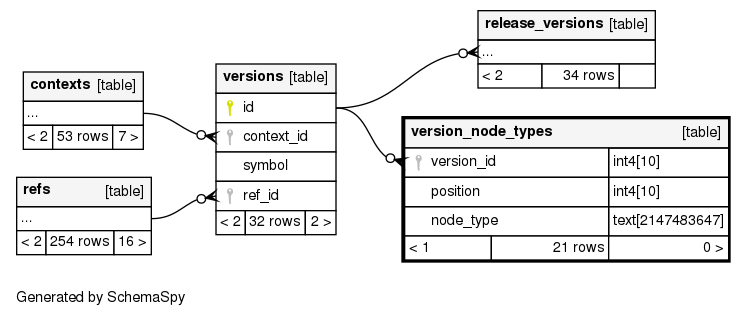 release_versions [table]
...
< 2 34 rows
contexts [table]
...
< 2 53 rows 7 >
versions [table]
id
context_id
symbol
ref_id
< 2 32 rows 2 >
version_node_types [table]
version_id int4[10]
position int4[10]
node_type text[2147483647]
< 1 21 rows 0 >
refs [table]
...
< 2 254 rows 16 >
Generated by SchemaSpy